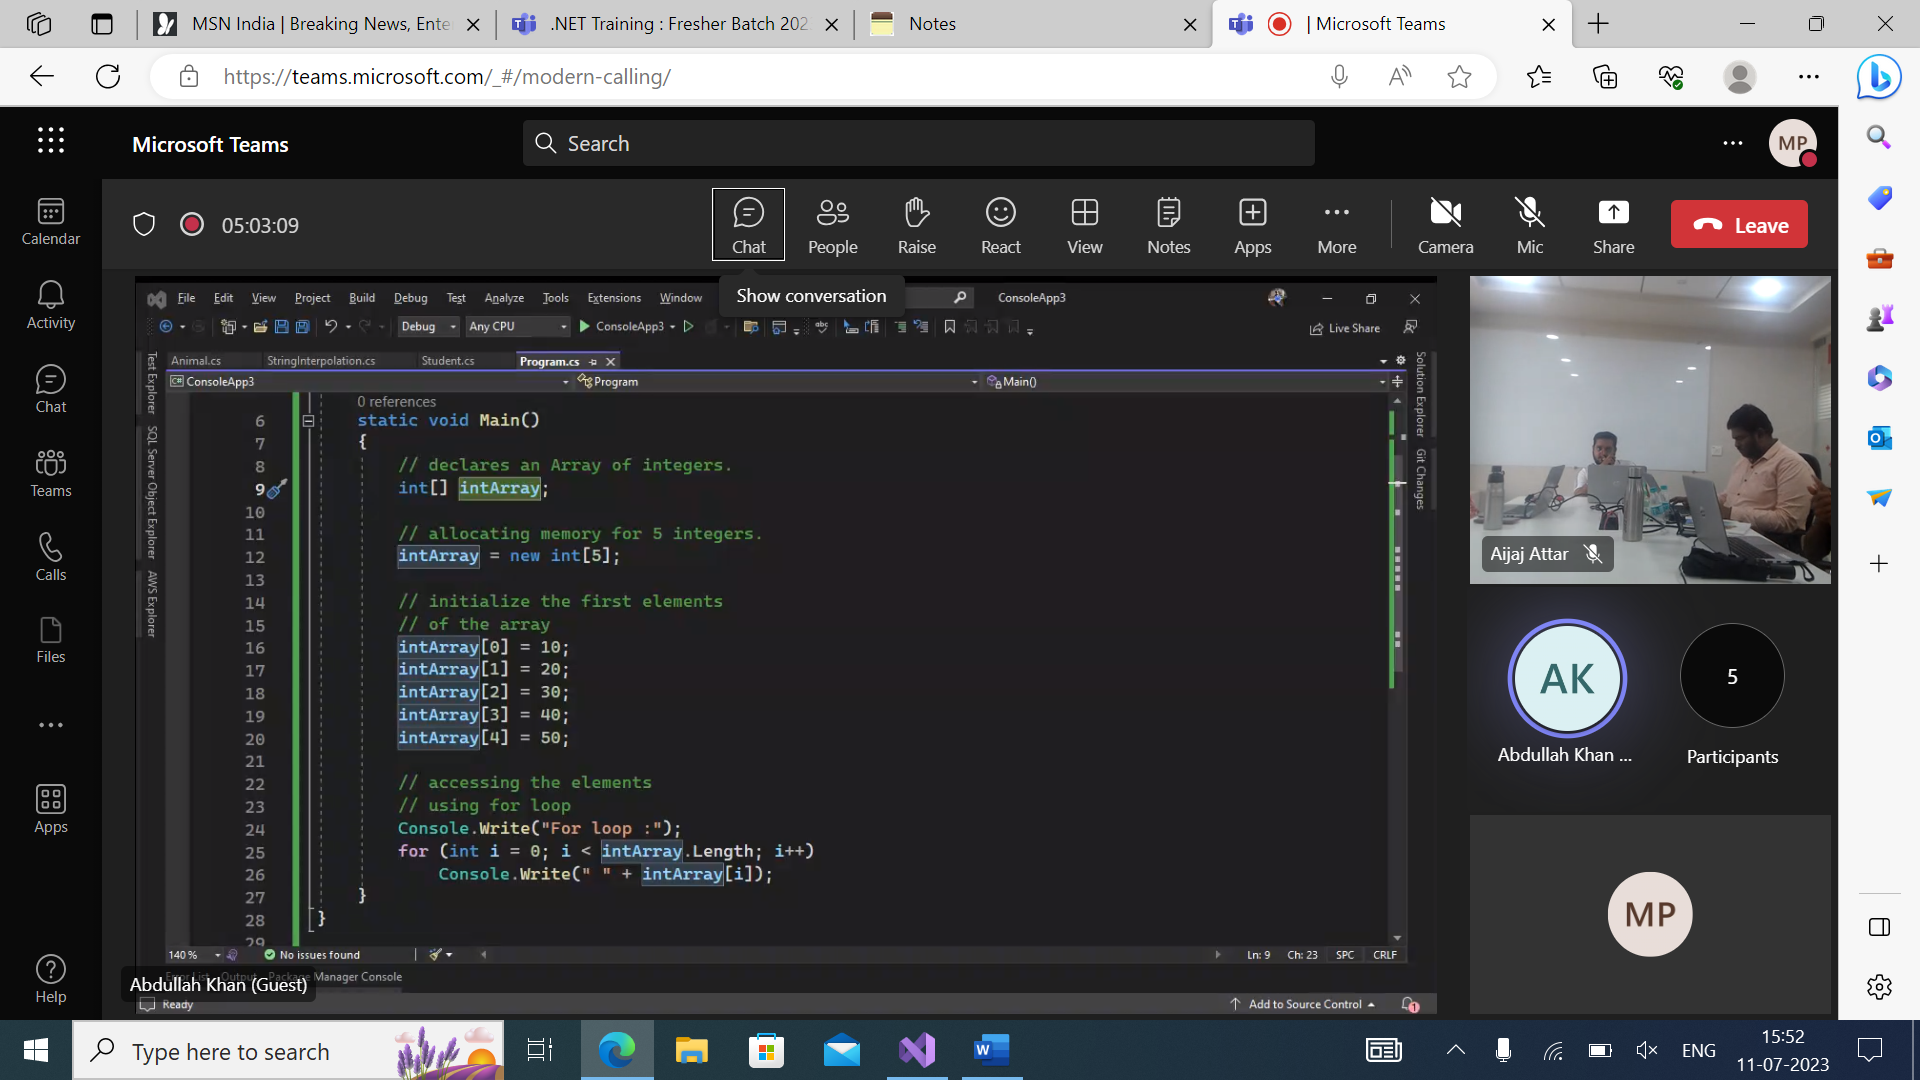 MSN India | Breaking News, Ente
.NET Training : Fresher Batch 202
Notes
| Microsoft Teams
https://teams.microsoft.com/_#/modern-calling/
Microsoft Teams
Search
MP
Calendar
Activity
Chat
Teams
Calls
Files
Apps
Help
05:03:09
Chat
People
Raise
React
View
Notes
Apps
More
Camera
Mic
Share
Leave
Show conversation
File Edit View Project Build Debug Test Analyze Tools Extensions Window
ConsoleApp3
Debug
Any CPU
ConsoleApp3
Live Share
Animal.cs
StringInterpolation.cs
Student.cs
Program.cs
C# ConsoleApp3
Program
Main()
Test Explorer
SQL Server Object Explorer
AWS Explorer
Solution Explorer
Git Changes
0 references
6 static void Main()
7 {
8 // declares an Array of integers.
9 int[] intArray;
10
11 // allocating memory for 5 integers.
12 intArray = new int[5];
13
14 // initialize the first elements
15 // of the array
16 intArray[0] = 10;
17 intArray[1] = 20;
18 intArray[2] = 30;
19 intArray[3] = 40;
20 intArray[4] = 50;
21
22 // accessing the elements
23 // using for loop
24 Console.Write("For loop :");
25 for (int i = 0; i < intArray.Length; i++)
26 Console.Write(" " + intArray[i]);
27 }
28 }
29
140 %
No issues found
Ln: 9 Ch: 23 SPC CRLF
Error List Output Package Manager Console
Abdullah Khan (Guest)
Ready
Add to Source Control
1
Aijaj Attar
AK
Abdullah Khan ...
5
Participants
MP
Type here to search
ENG
15:52
11-07-2023